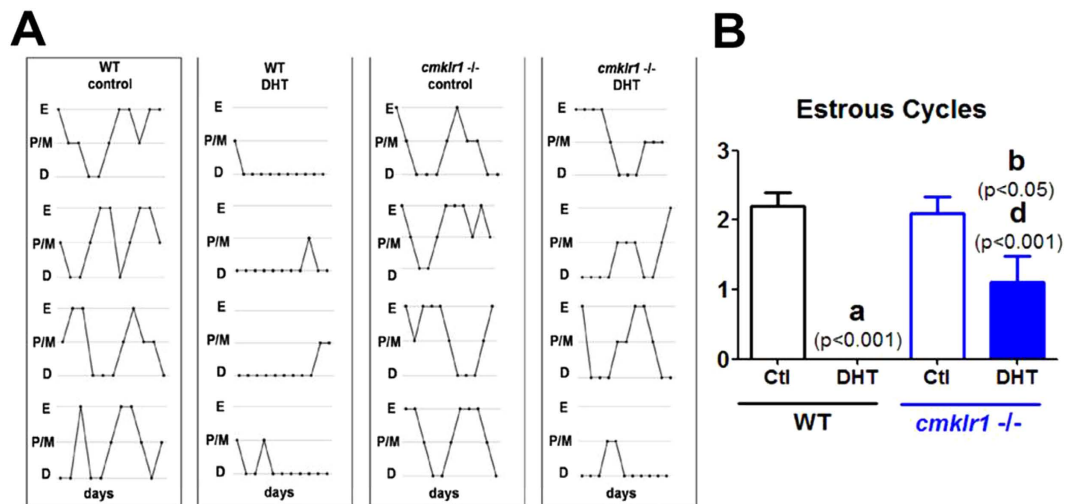 A
WT
control
E
P/M
D
E
P/M
D
E
P/M
D
E
P/M
D
days
WT
DHT
E
P/M
D
E
P/M
D
E
P/M
D
E
P/M
D
days
cmklr1 -/-
control
E
P/M
D
E
P/M
D
E
P/M
D
E
P/M
D
days
cmklr1 -/-
DHT
E
P/M
D
E
P/M
D
E
P/M
D
E
P/M
D
days
B
Estrous Cycles
3
2
1
0
a
(p<0.001)
b
(p<0.05)
d
(p<0.001)
Ctl DHT Ctl DHT
WT cmklr1 -/-